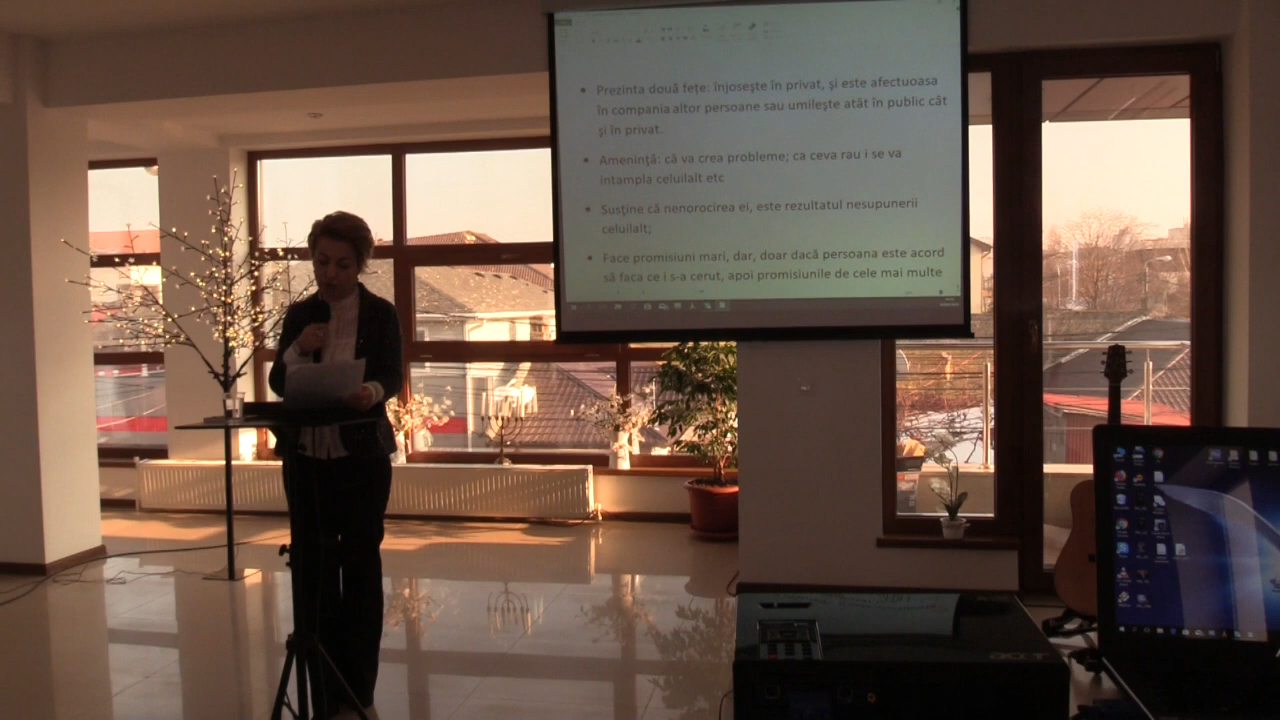 • Prezinta două fețe: înjosește în privat, și este afectuoasa
în compania altor persoane sau umilește atât în public cât
și în privat.
• Amenință: că va crea probleme; ca ceva rau i se va
intampla celuilalt etc
• Susține că nenorocirea ei, este rezultatul nesupunerii
celuilalt;
• Face promisiuni mari, dar, doar dacă persoana este acord
să faca ce i s-a cerut, apoi promisiunile de cele mai multe
acer